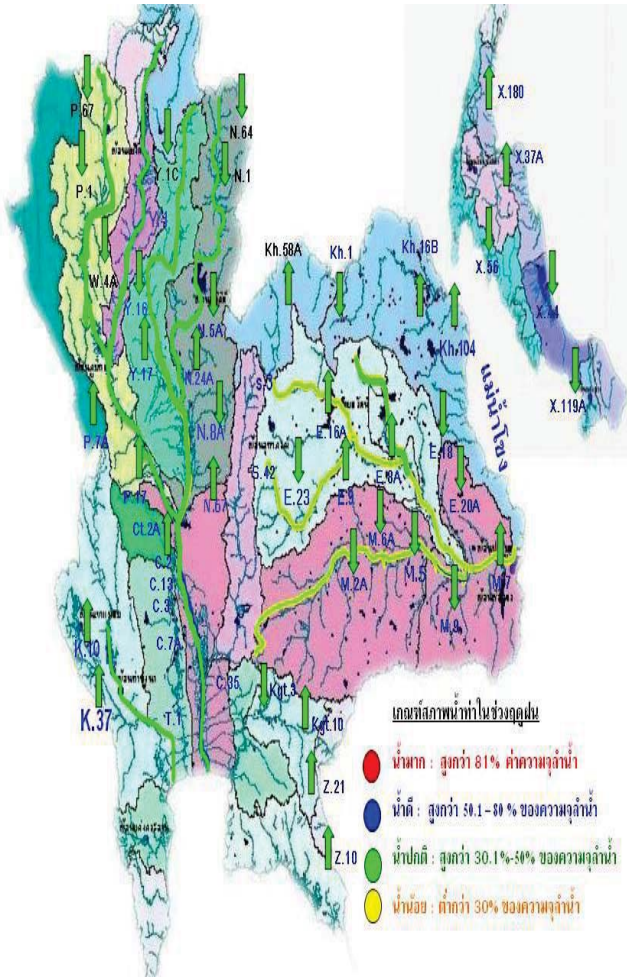 X.180
P.67
N.64
X.37A
P.1
Y.1C
N.1
W.4A
Kh.58A
Kh.1
Kh.16B
X.56
X.44
Y.16
N.5A
Kh.104
แม่น้ำโขง
Y.17
N.24A
X.119A
P.7A
N.8A
E.16A
E.18
S.42
E.8A
P.17
N.67
E.23
E.9
E.20A
Ct.2A
M.6A
C.2
M.2A
M.5
M.7
C.13
C.3
M.9
C.7A
K.10
C.35
K.37
Kgt.3
T.1
Kgt.10
เกณฑ์สภาพน้ำท่าในช่วงฤดูฝน
น้ำมาก : สูงกว่า 81% ค่าความจุลำน้ำ
Z.21
น้ำดี : สูงกว่า 50.1-80 % ของความจุลำน้ำ
Z.10
น้ำปกติ : สูงกว่า 30.1%-50% ของความจุลำน้ำ
น้ำน้อย : ต่ำกว่า 30% ของความจุลำน้ำ